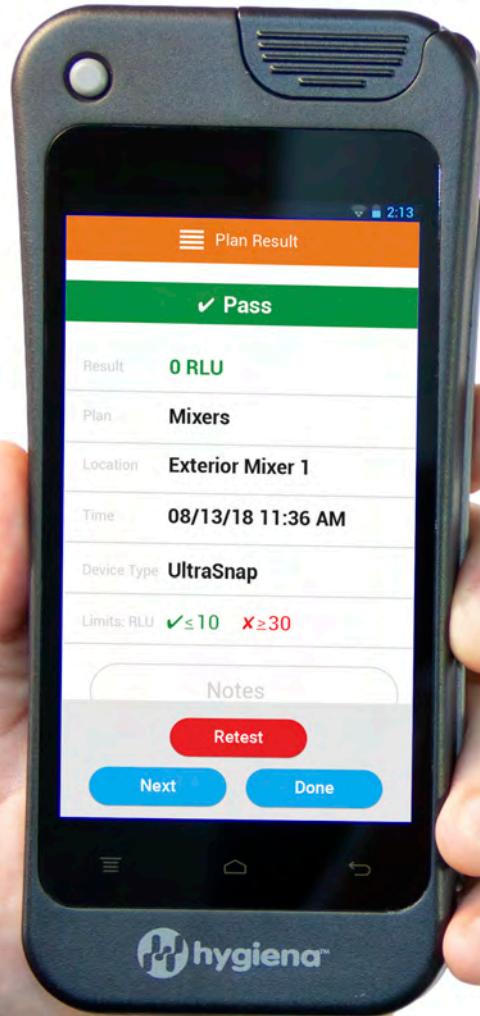 2:13
Plan Result
✔ Pass
Result 0 RLU
Plan Mixers
Location Exterior Mixer 1
Time 08/13/18 11:36 AM
Device Type UltraSnap
Limits: RLU ✔≤10 ✘≥30
Notes
Retest
Next Done
hygiena™